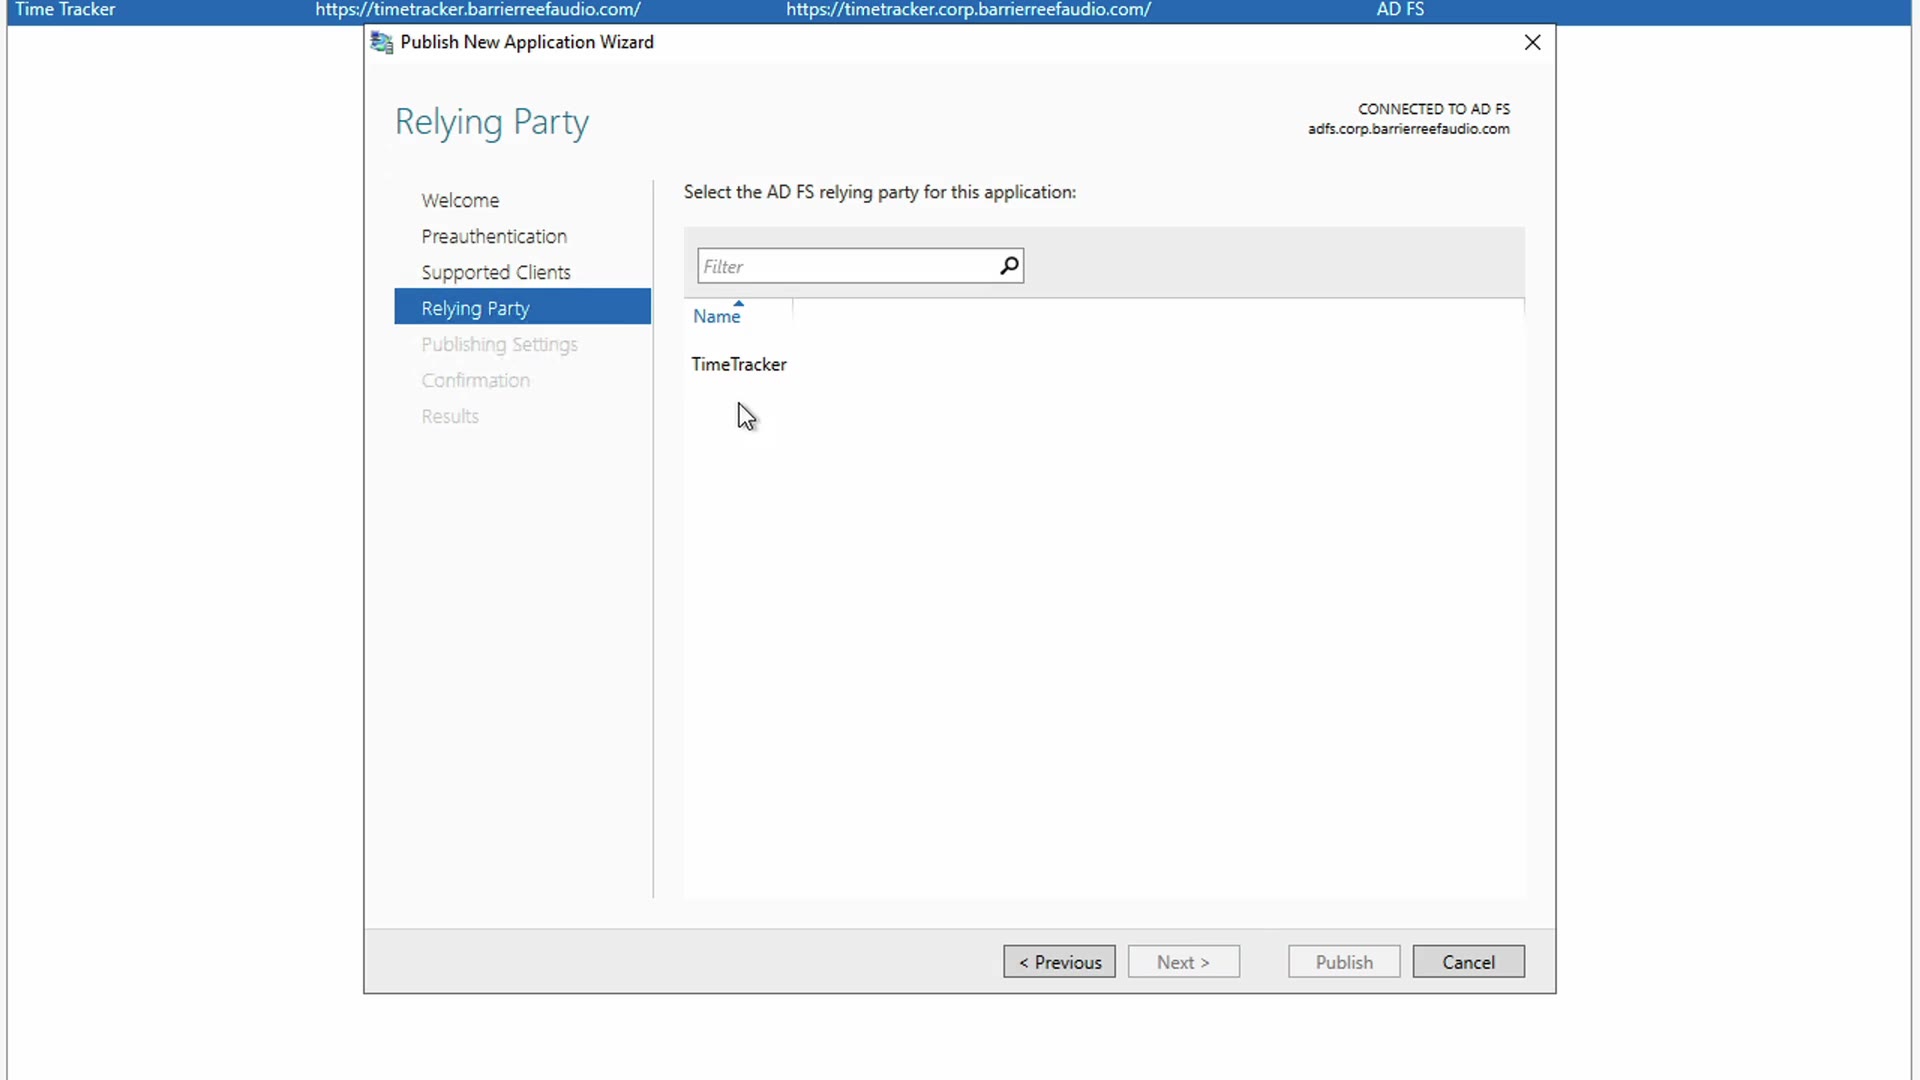 Time Tracker https://timetracker.barrierreefaudio.com/ https://timetracker.corp.barrierreefaudio.com/ AD FS
Publish New Application Wizard
Relying Party
CONNECTED TO AD FS
adfs.corp.barrierreefaudio.com
Welcome
Preauthentication
Supported Clients
Relying Party
Publishing Settings
Confirmation
Results
Select the AD FS relying party for this application:
Filter
Name
TimeTracker
< Previous Next > Publish Cancel